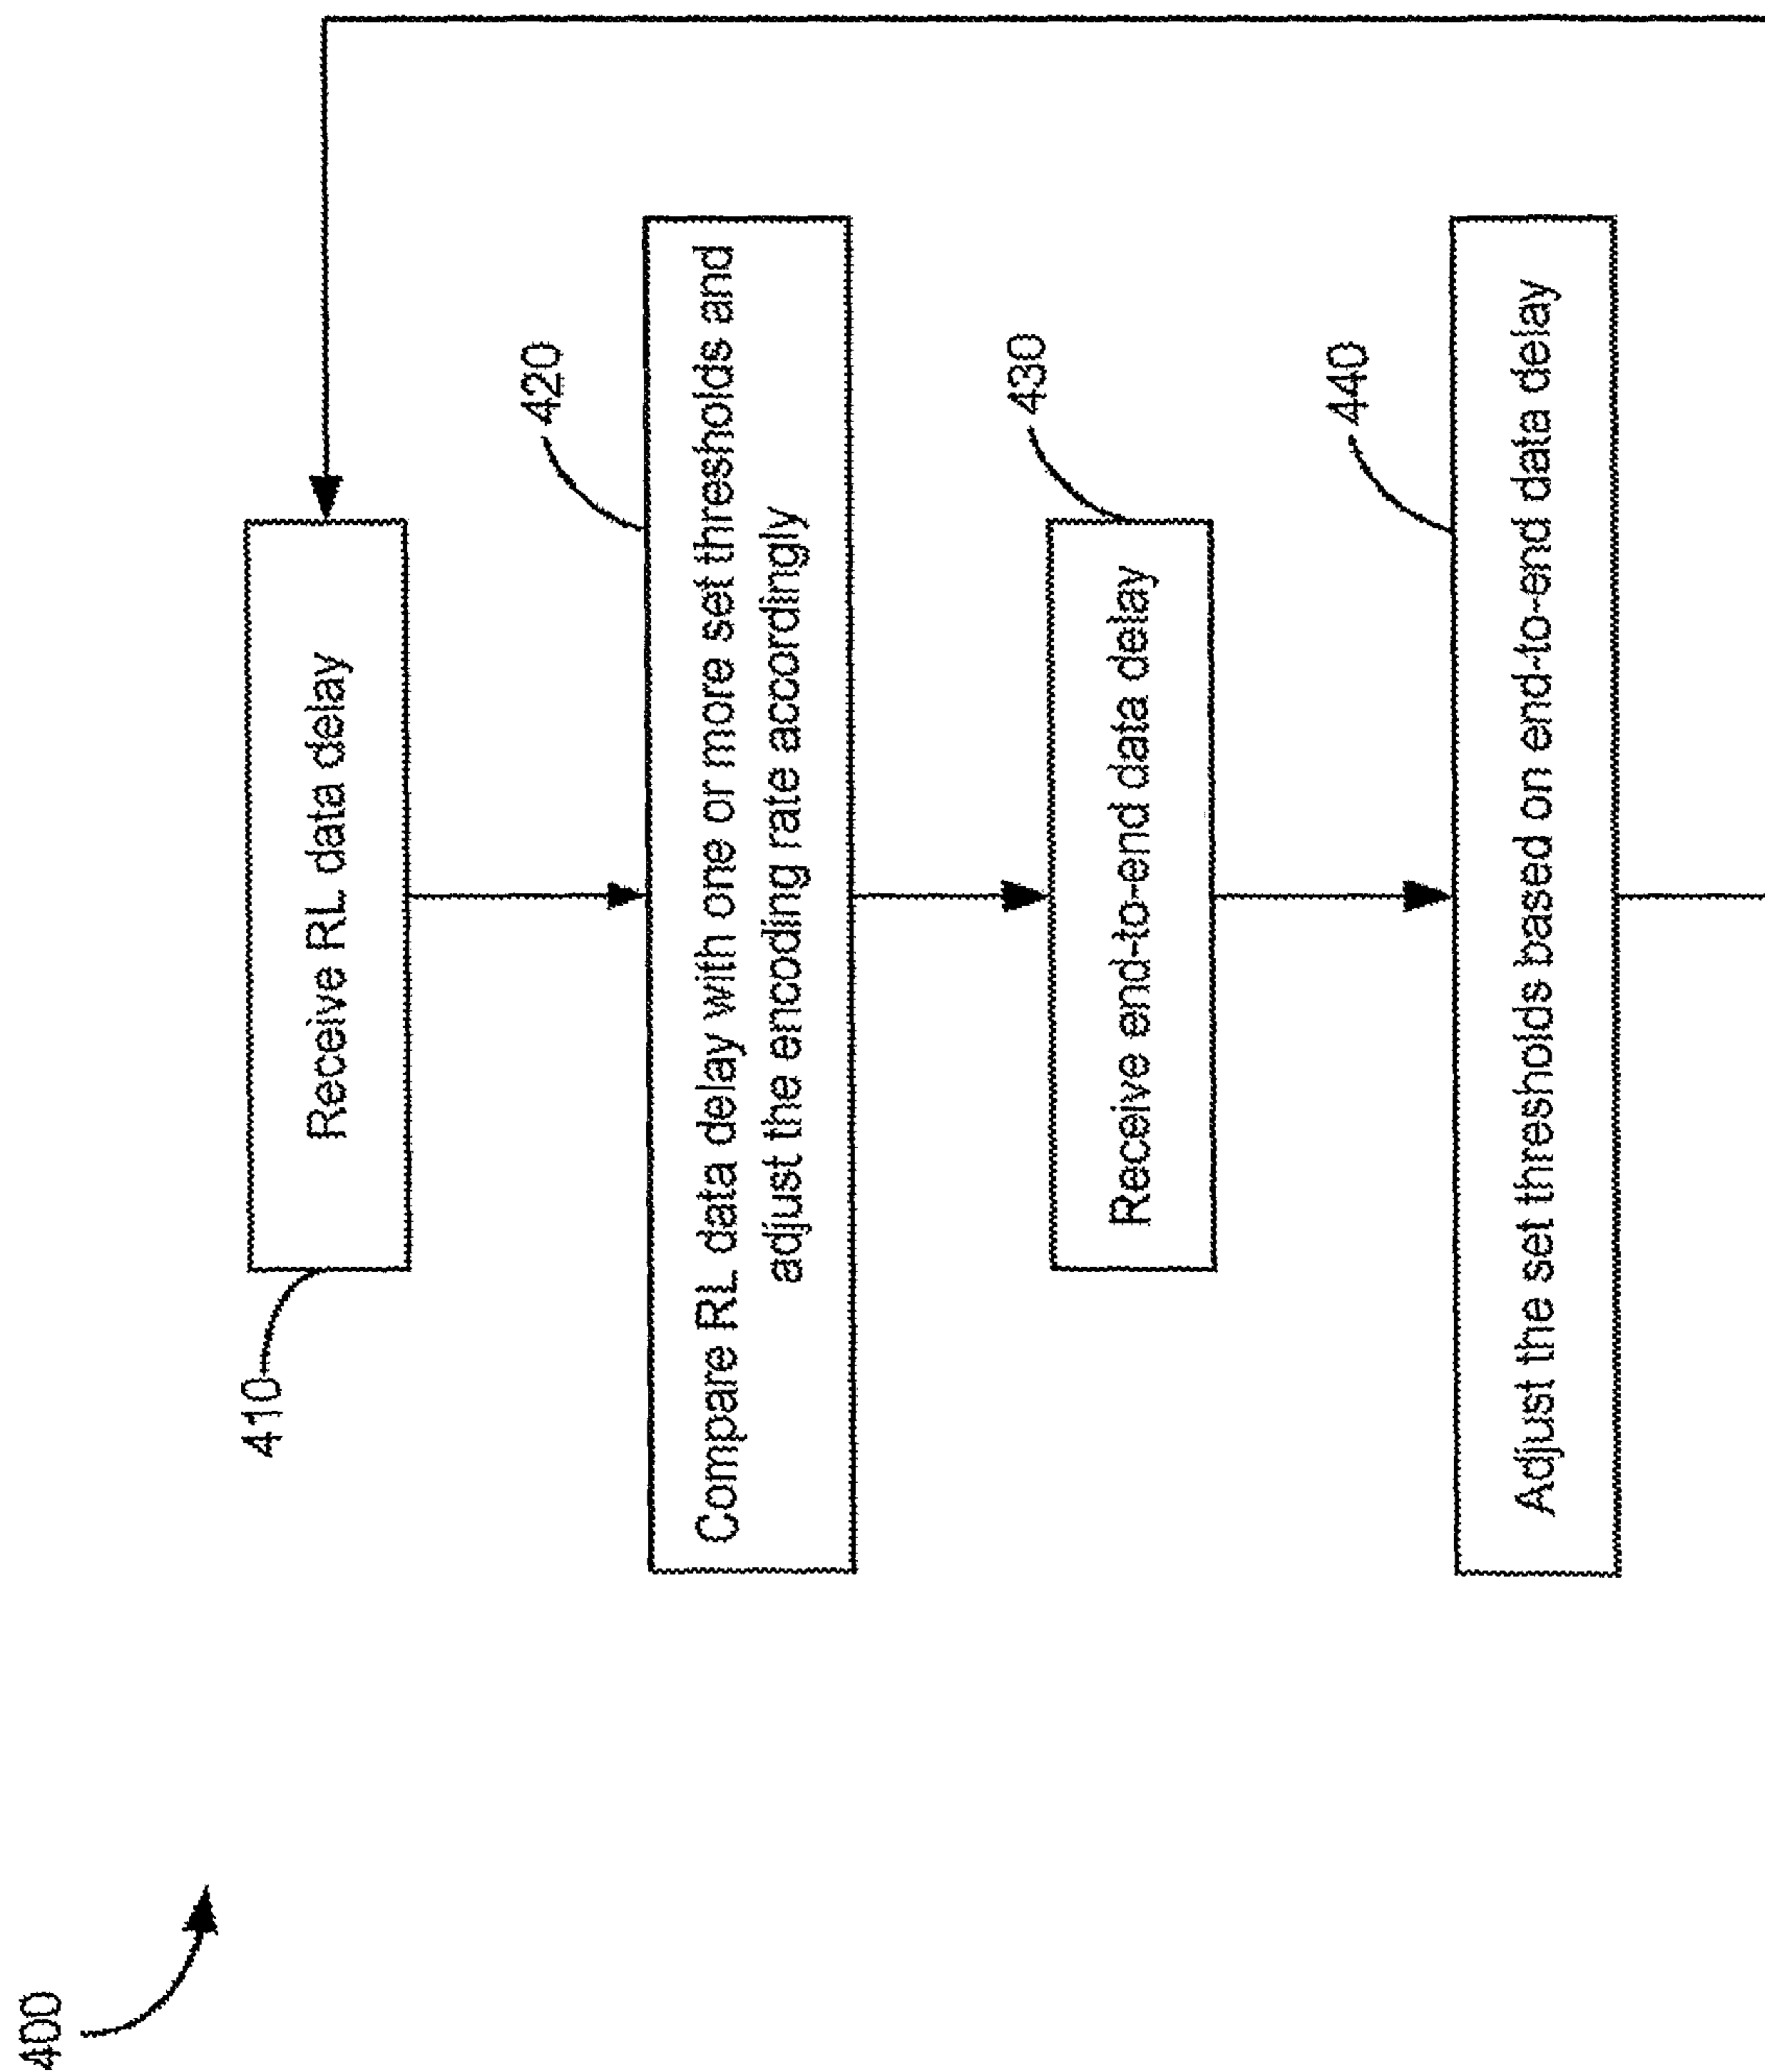 400
410
Receive RL data delay
420
Compare RL data delay with one or more set thresholds and
adjust the encoding rate accordingly
430
Receive end-to-end data delay
440
Adjust the set thresholds based on end-to-end data delay